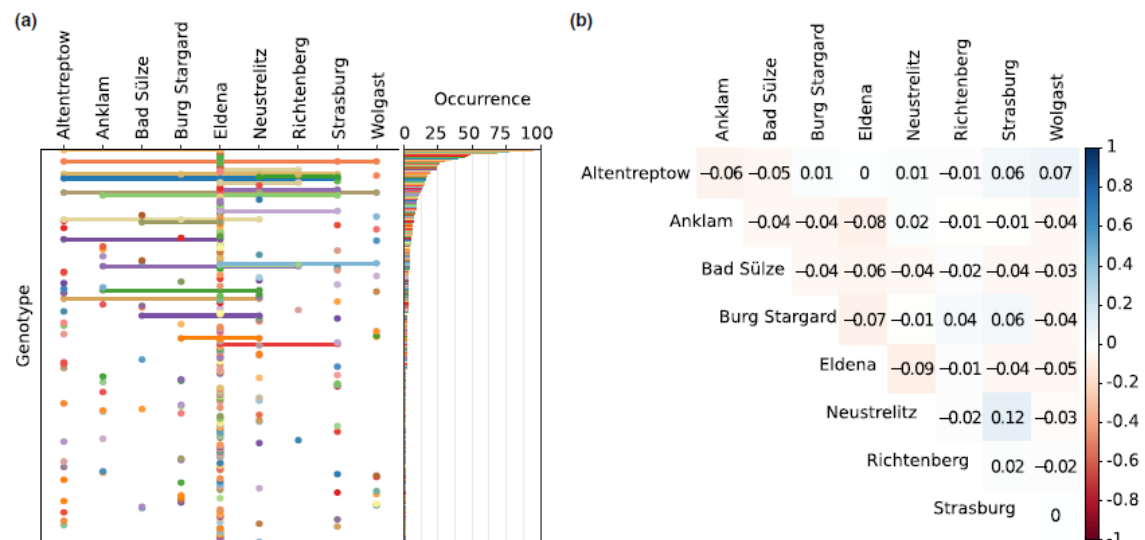 (a)
Altentreptow
Anklam
Bad Sülze
Burg Stargard
Eldena
Neustrelitz
Richtenberg
Strasburg
Wolgast
Occurrence
0 25 50 75 100
Genotype
(b)
Anklam
Bad Sülze
Burg Stargard
Eldena
Neustrelitz
Richtenberg
Strasburg
Wolgast
Altentreptow −0.06 −0.05 0.01 0 0.01 −0.01 0.06 0.07
Anklam −0.04 −0.04 −0.08 0.02 −0.01 −0.01 −0.04
Bad Sülze −0.04 −0.06 −0.04 −0.02 −0.04 −0.03
Burg Stargard −0.07 −0.01 0.04 0.06 −0.04
Eldena −0.09 −0.01 −0.04 −0.05
Neustrelitz −0.02 0.12 −0.03
Richtenberg 0.02 −0.02
Strasburg 0
1
0.8
0.6
0.4
0.2
0
-0.2
-0.4
-0.6
-0.8
-1